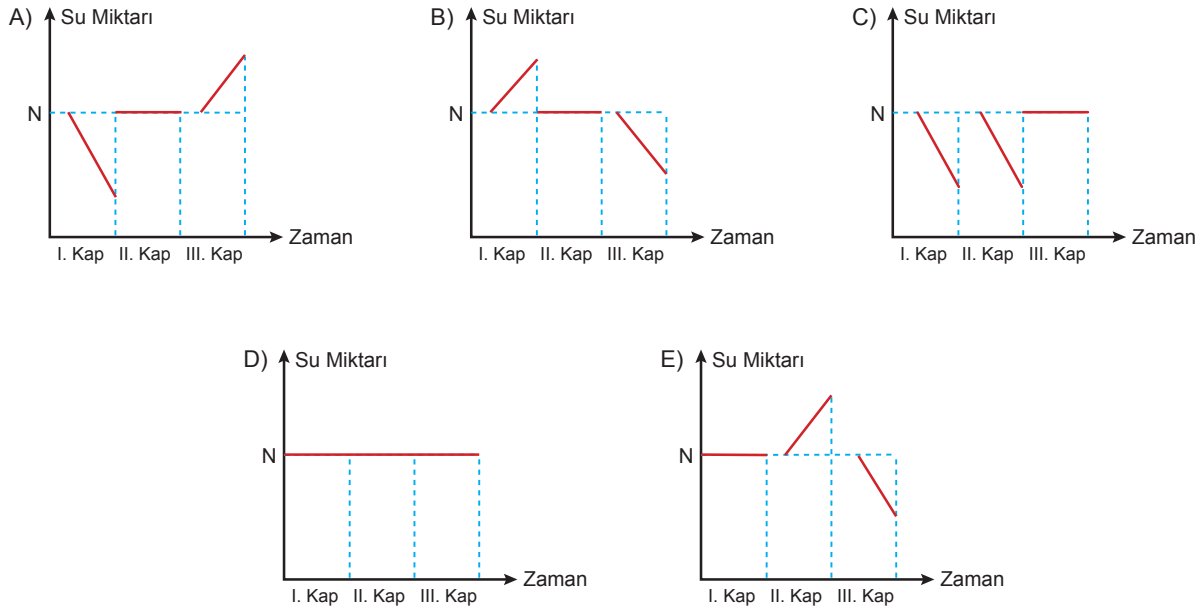 A) Su Miktarı
N
Zaman
I. Kap II. Kap III. Kap
B) Su Miktarı
N
Zaman
I. Kap II. Kap III. Kap
C) Su Miktarı
N
Zaman
I. Kap II. Kap III. Kap
D) Su Miktarı
N
Zaman
I. Kap II. Kap III. Kap
E) Su Miktarı
N
Zaman
I. Kap II. Kap III. Kap